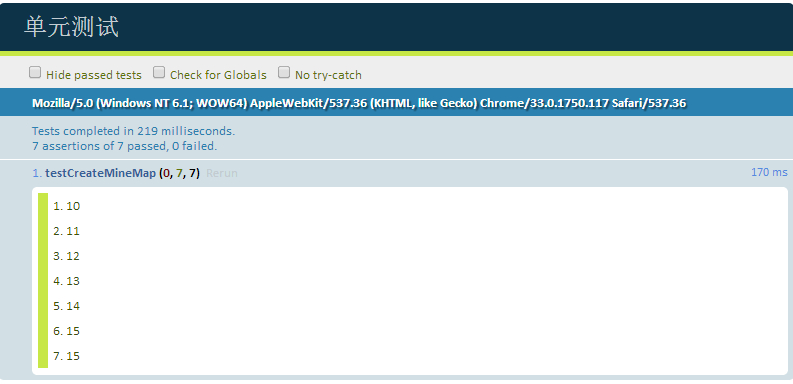 单元测试
Hide passed tests Check for Globals No try-catch
Mozilla/5.0 (Windows NT 6.1; WOW64) AppleWebKit/537.36 (KHTML, like Gecko) Chrome/33.0.1750.117 Safari/537.36
Tests completed in 219 milliseconds.
7 assertions of 7 passed, 0 failed.
1. testCreateMineMap (0, 7, 7) Rerun 170 ms
1. 10
2. 11
3. 12
4. 13
5. 14
6. 15
7. 15